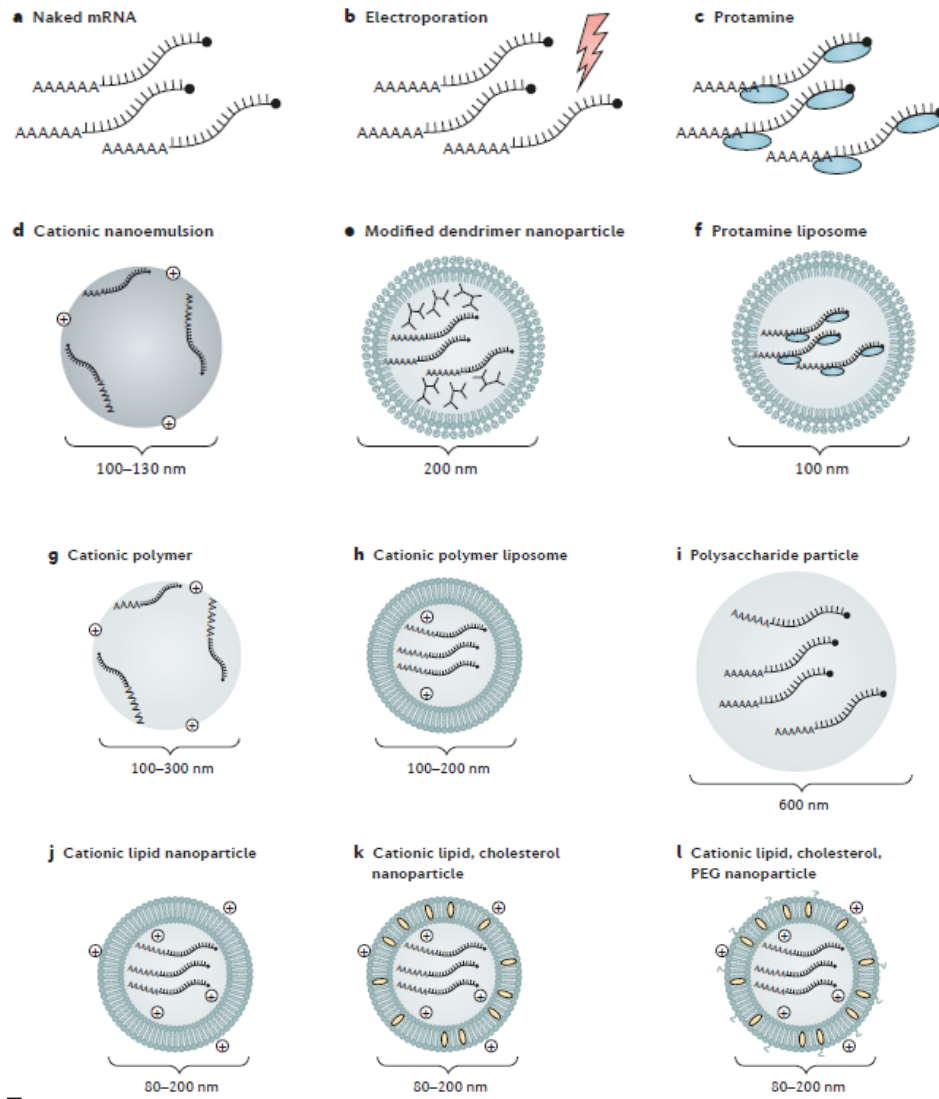 a Naked mRNA
b Electroporation
c Protamine
AAAAAA
AAAAAA
AAAAAA
AAAAAA
AAAAAA
AAAAAA
AAAAAA
AAAAAA
AAAAAA
d Cationic nanoemulsion
e Modified dendrimer nanoparticle
f Protamine liposome
100–130 nm
200 nm
100 nm
g Cationic polymer
h Cationic polymer liposome
i Polysaccharide particle
AAAAA
AAAAAA
AAAAAA
AAAAAA
100–300 nm
100–200 nm
600 nm
j Cationic lipid nanoparticle
k Cationic lipid, cholesterol
nanoparticle
l Cationic lipid, cholesterol,
PEG nanoparticle
80–200 nm
80–200 nm
80–200 nm